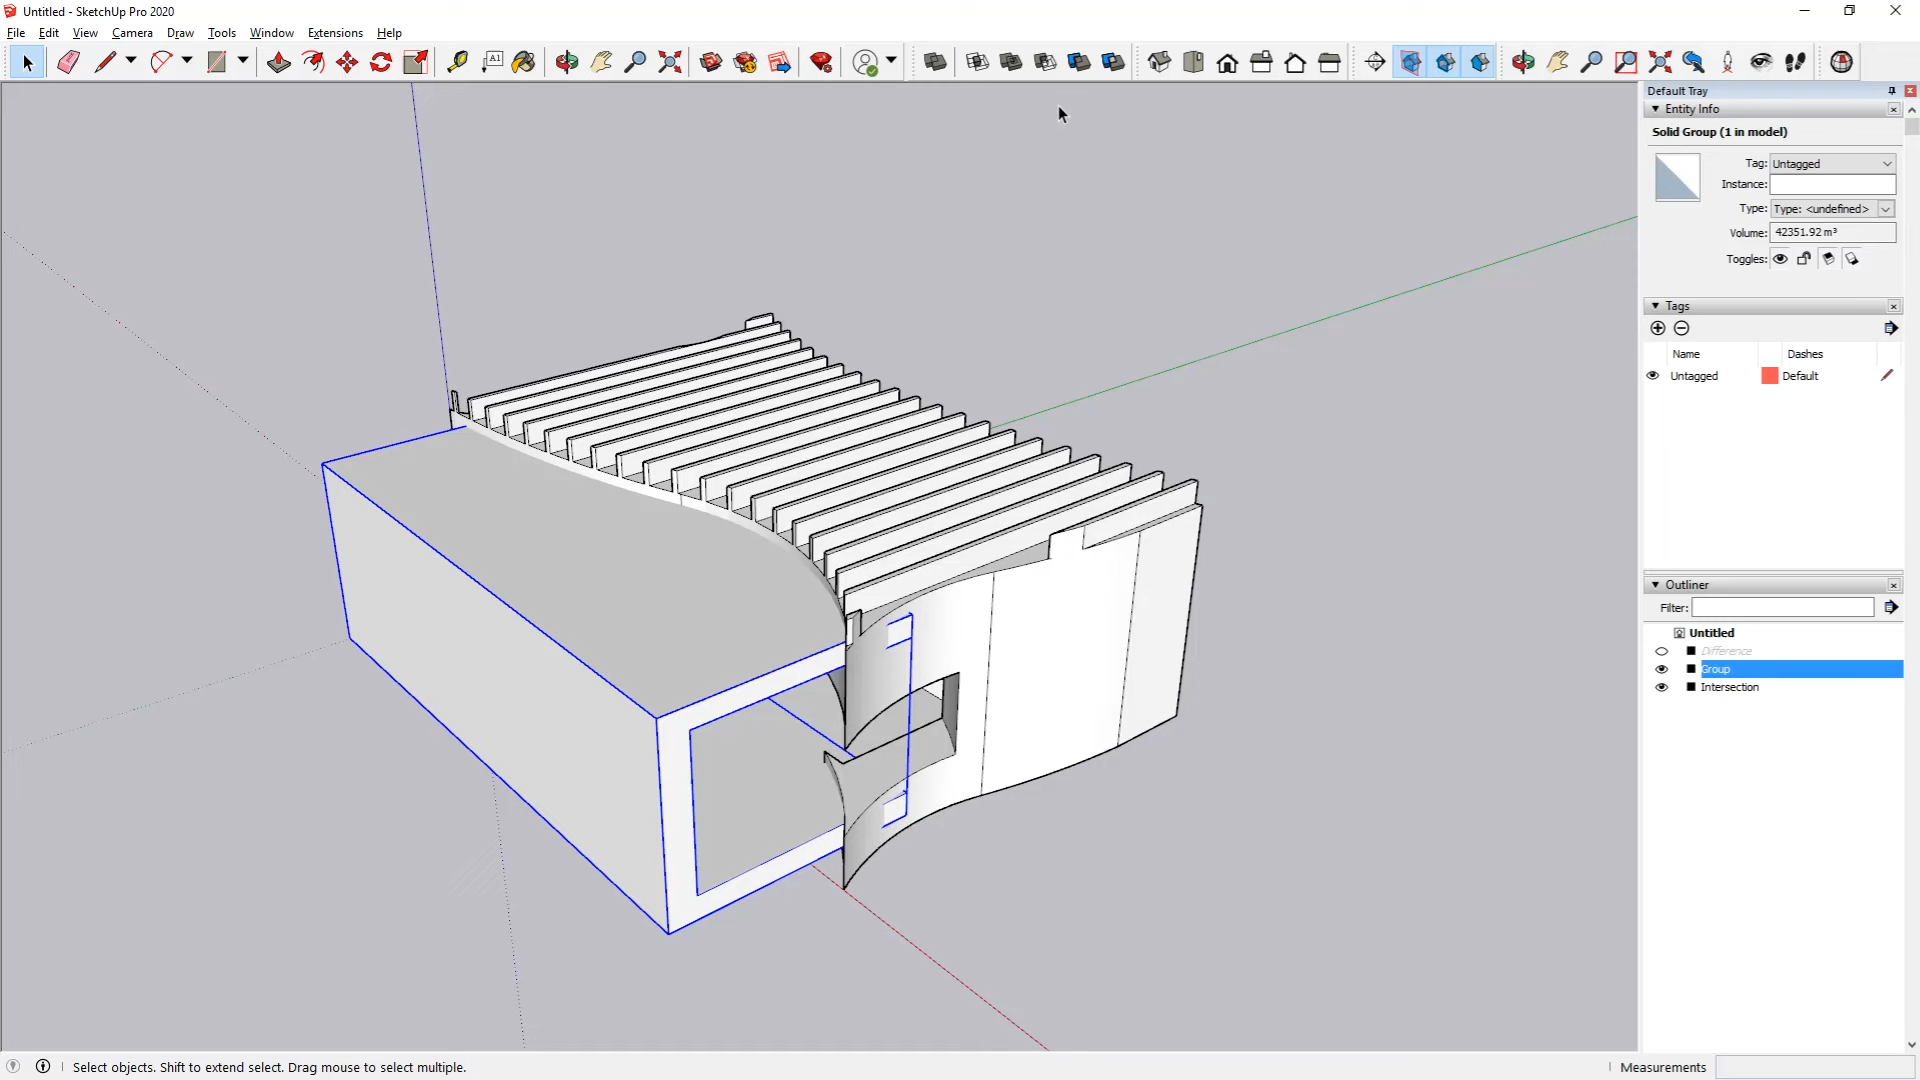 Untitled - SketchUp Pro 2020
File Edit View Camera Draw Tools Window Extensions Help
A1
Default Tray
Entity Info
Solid Group (1 in model)
Tag: Untagged
Instance:
Type: Type: <undefined>
Volume: 42351.92 m³
Toggles:
Tags
Name Dashes
Untagged Default
Outliner
Filter:
Untitled
Difference
Group
Intersection
Select objects. Shift to extend select. Drag mouse to select multiple.
Measurements